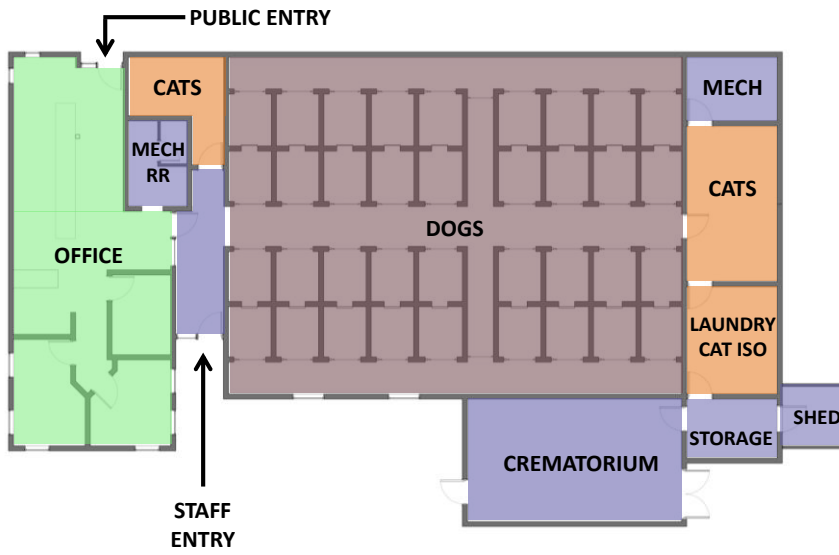 PUBLIC ENTRY
CATS
MECH
MECH
RR
CATS
DOGS
OFFICE
LAUNDRY
CAT ISO
SHED
STORAGE
CREMATORIUM
STAFF
ENTRY